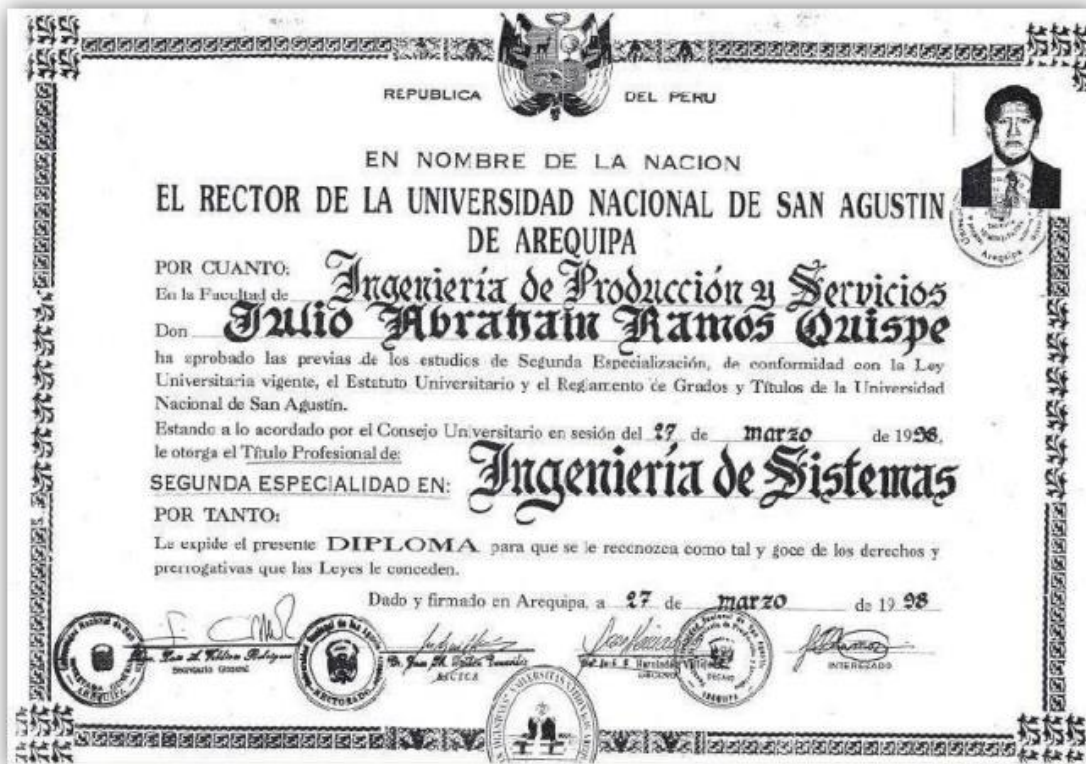 REPUBLICA DEL PERU
EN NOMBRE DE LA NACION
EL RECTOR DE LA UNIVERSIDAD NACIONAL DE SAN AGUSTIN
DE AREQUIPA
POR CUANTO:
En la Facultad de Ingeniería de Producción y Servicios
Don Julio Abraham Ramos Quispe
ha aprobado las previas de los estudios de Segunda Especialización, de conformidad con la Ley
Universitaria vigente, el Estatuto Universitario y el Reglamento de Grados y Títulos de la Universidad
Nacional de San Agustín.
Estando a lo acordado por el Consejo Universitario en sesión del 27 de marzo de 1998,
le otorga el Título Profesional de:
SEGUNDA ESPECIALIDAD EN: Ingeniería de Sistemas
POR TANTO:
Le expide el presente DIPLOMA para que se le reconozca como tal y goce de los derechos y
prerrogativas que las Leyes le conceden.
Dado y firmado en Arequipa, a 27 de marzo de 1998
Secretario General
RECTOR
DECANO
INTERESADO
Arequipa
AREQUIPA
RECTORADO
DECANO
AREQUIPA